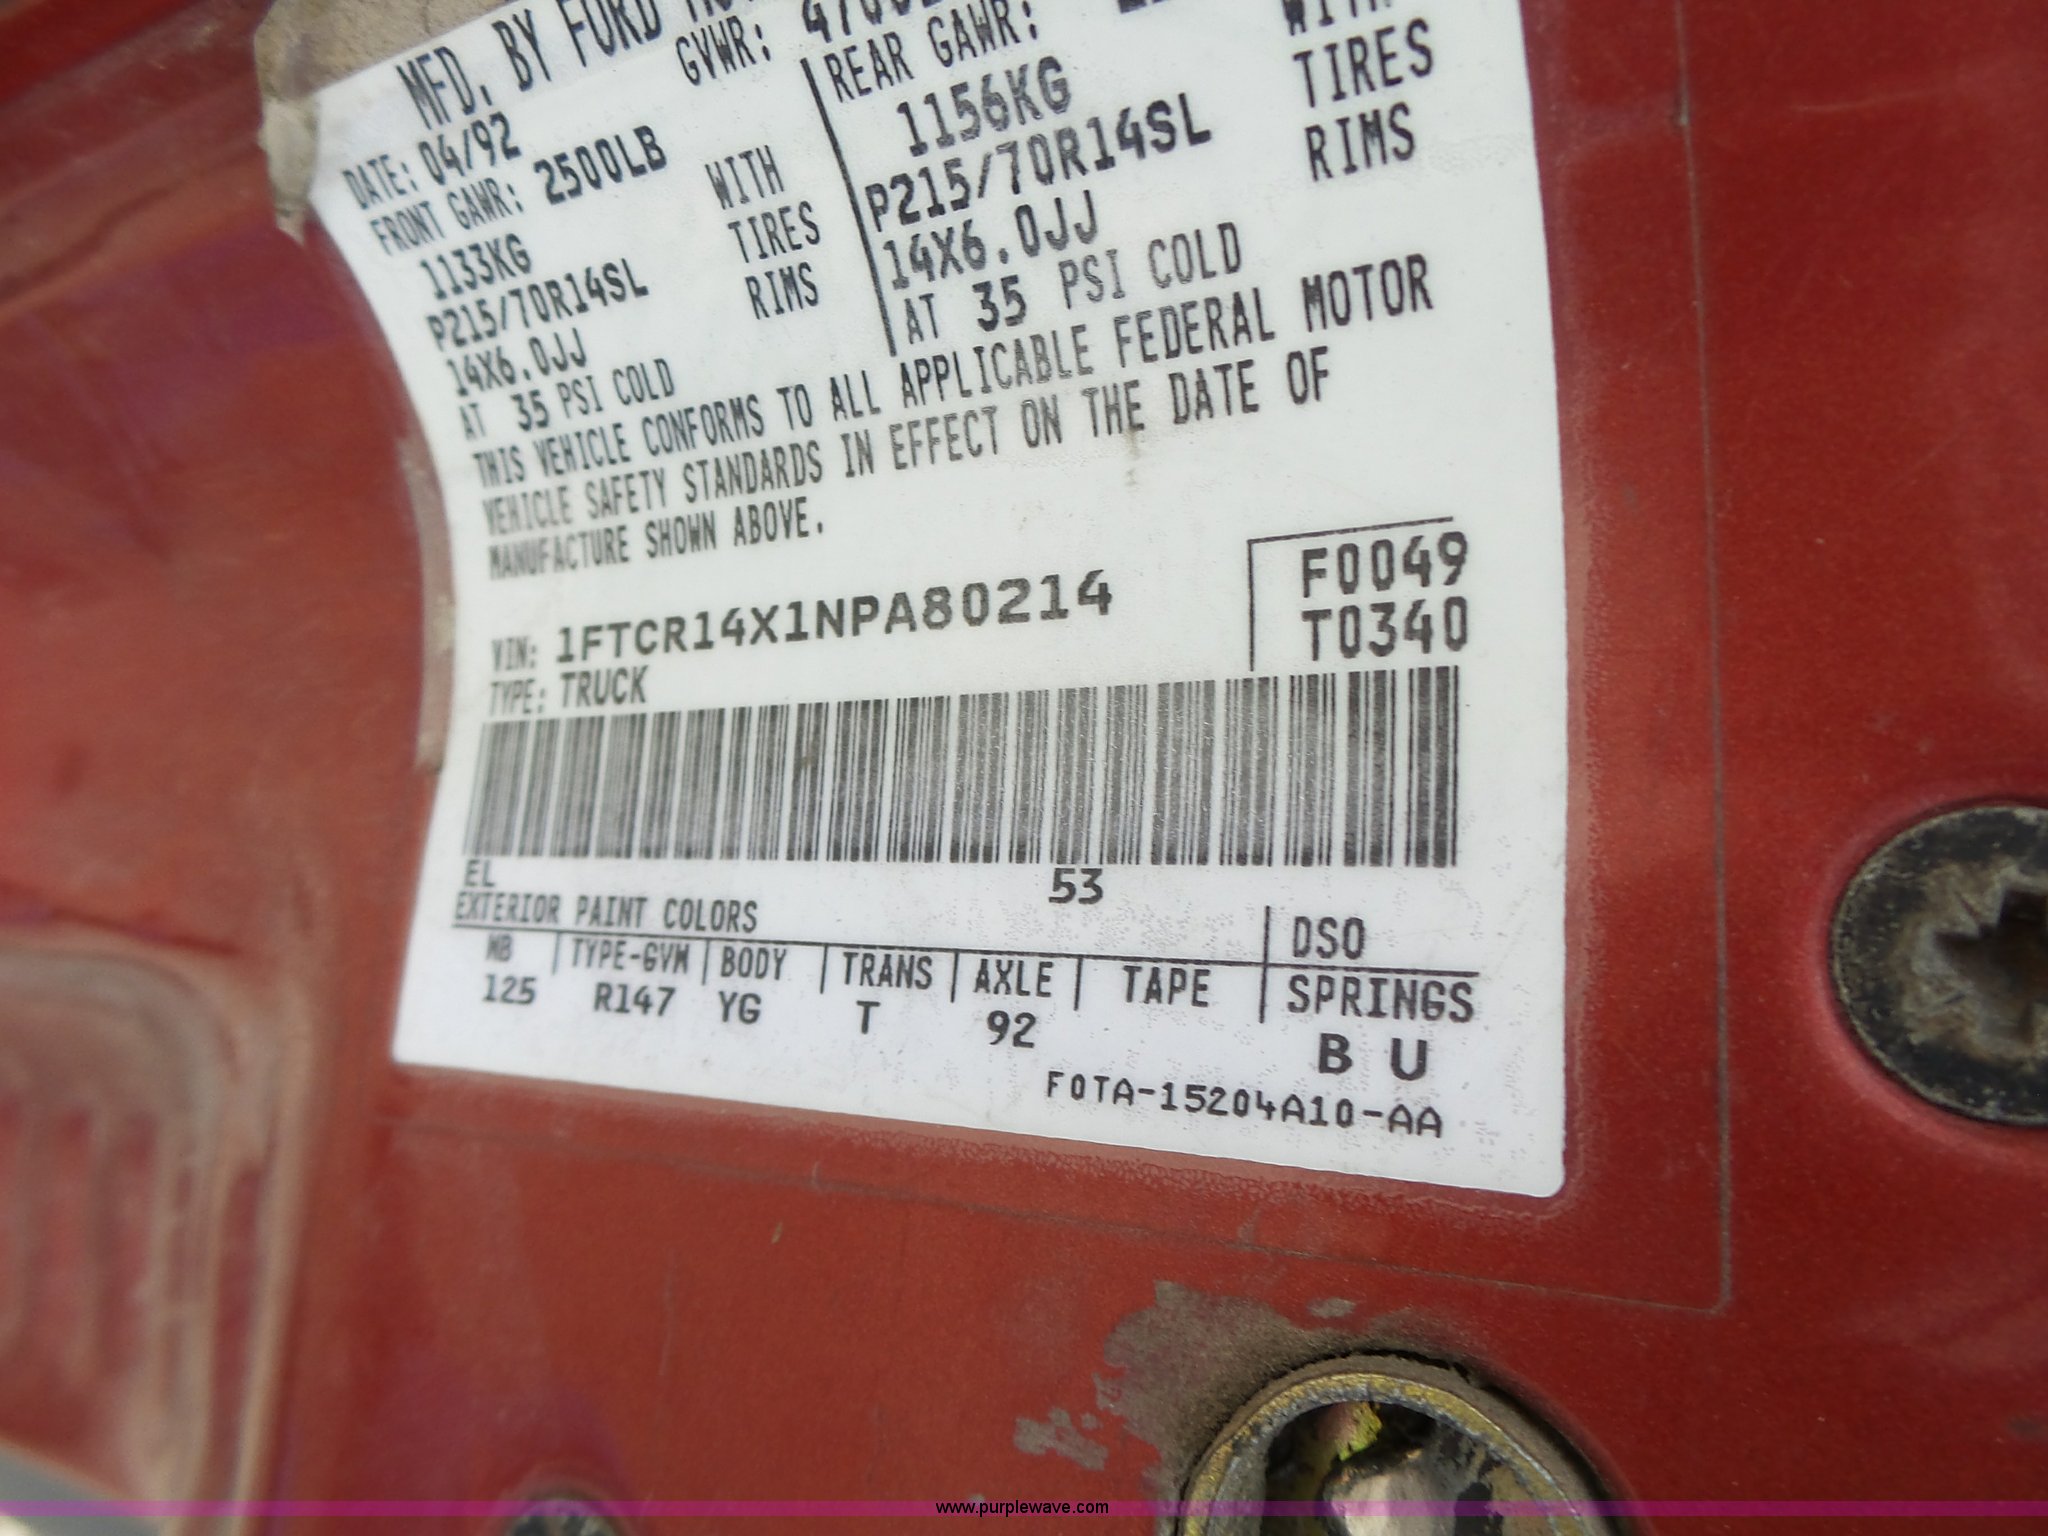 MFD. BY FORD
GVWR:
DATE: 04/92
FRONT GAWR: 2500LB
1133KG WITH
P215/70R14SL TIRES
14X6.0JJ RIMS
AT 35 PSI COLD
REAR GAWR:
1156KG WITH
P215/70R14SL TIRES
14X6.0JJ RIMS
AT 35 PSI COLD
THIS VEHICLE CONFORMS TO ALL APPLICABLE FEDERAL MOTOR
VEHICLE SAFETY STANDARDS IN EFFECT ON THE DATE OF
MANUFACTURE SHOWN ABOVE.
F0049
VIN: 1FTCR14X1NPA80214 T0340
TYPE: TRUCK
EL 53
EXTERIOR PAINT COLORS DSO
WB TYPE-GVM BODY TRANS AXLE TAPE SPRINGS
125 R147 YG T 92 B U
F0TA-15204A10-AA
www.purplewave.com